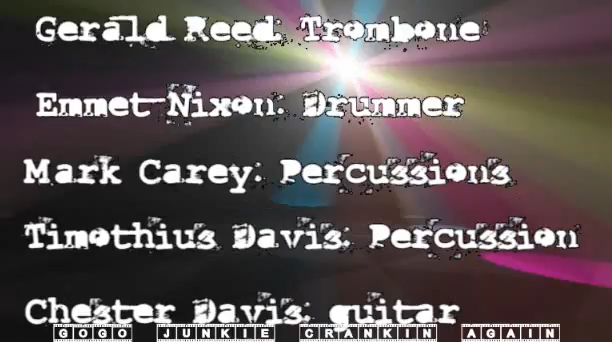 Gerald Reed: Trombone
Emmet Nixon: Drummer
Mark Carey: Percussions
Timothius Davis: Percussion
Chester Davis: guitar
GOGO JUNKIE CRANKIN AGAIN